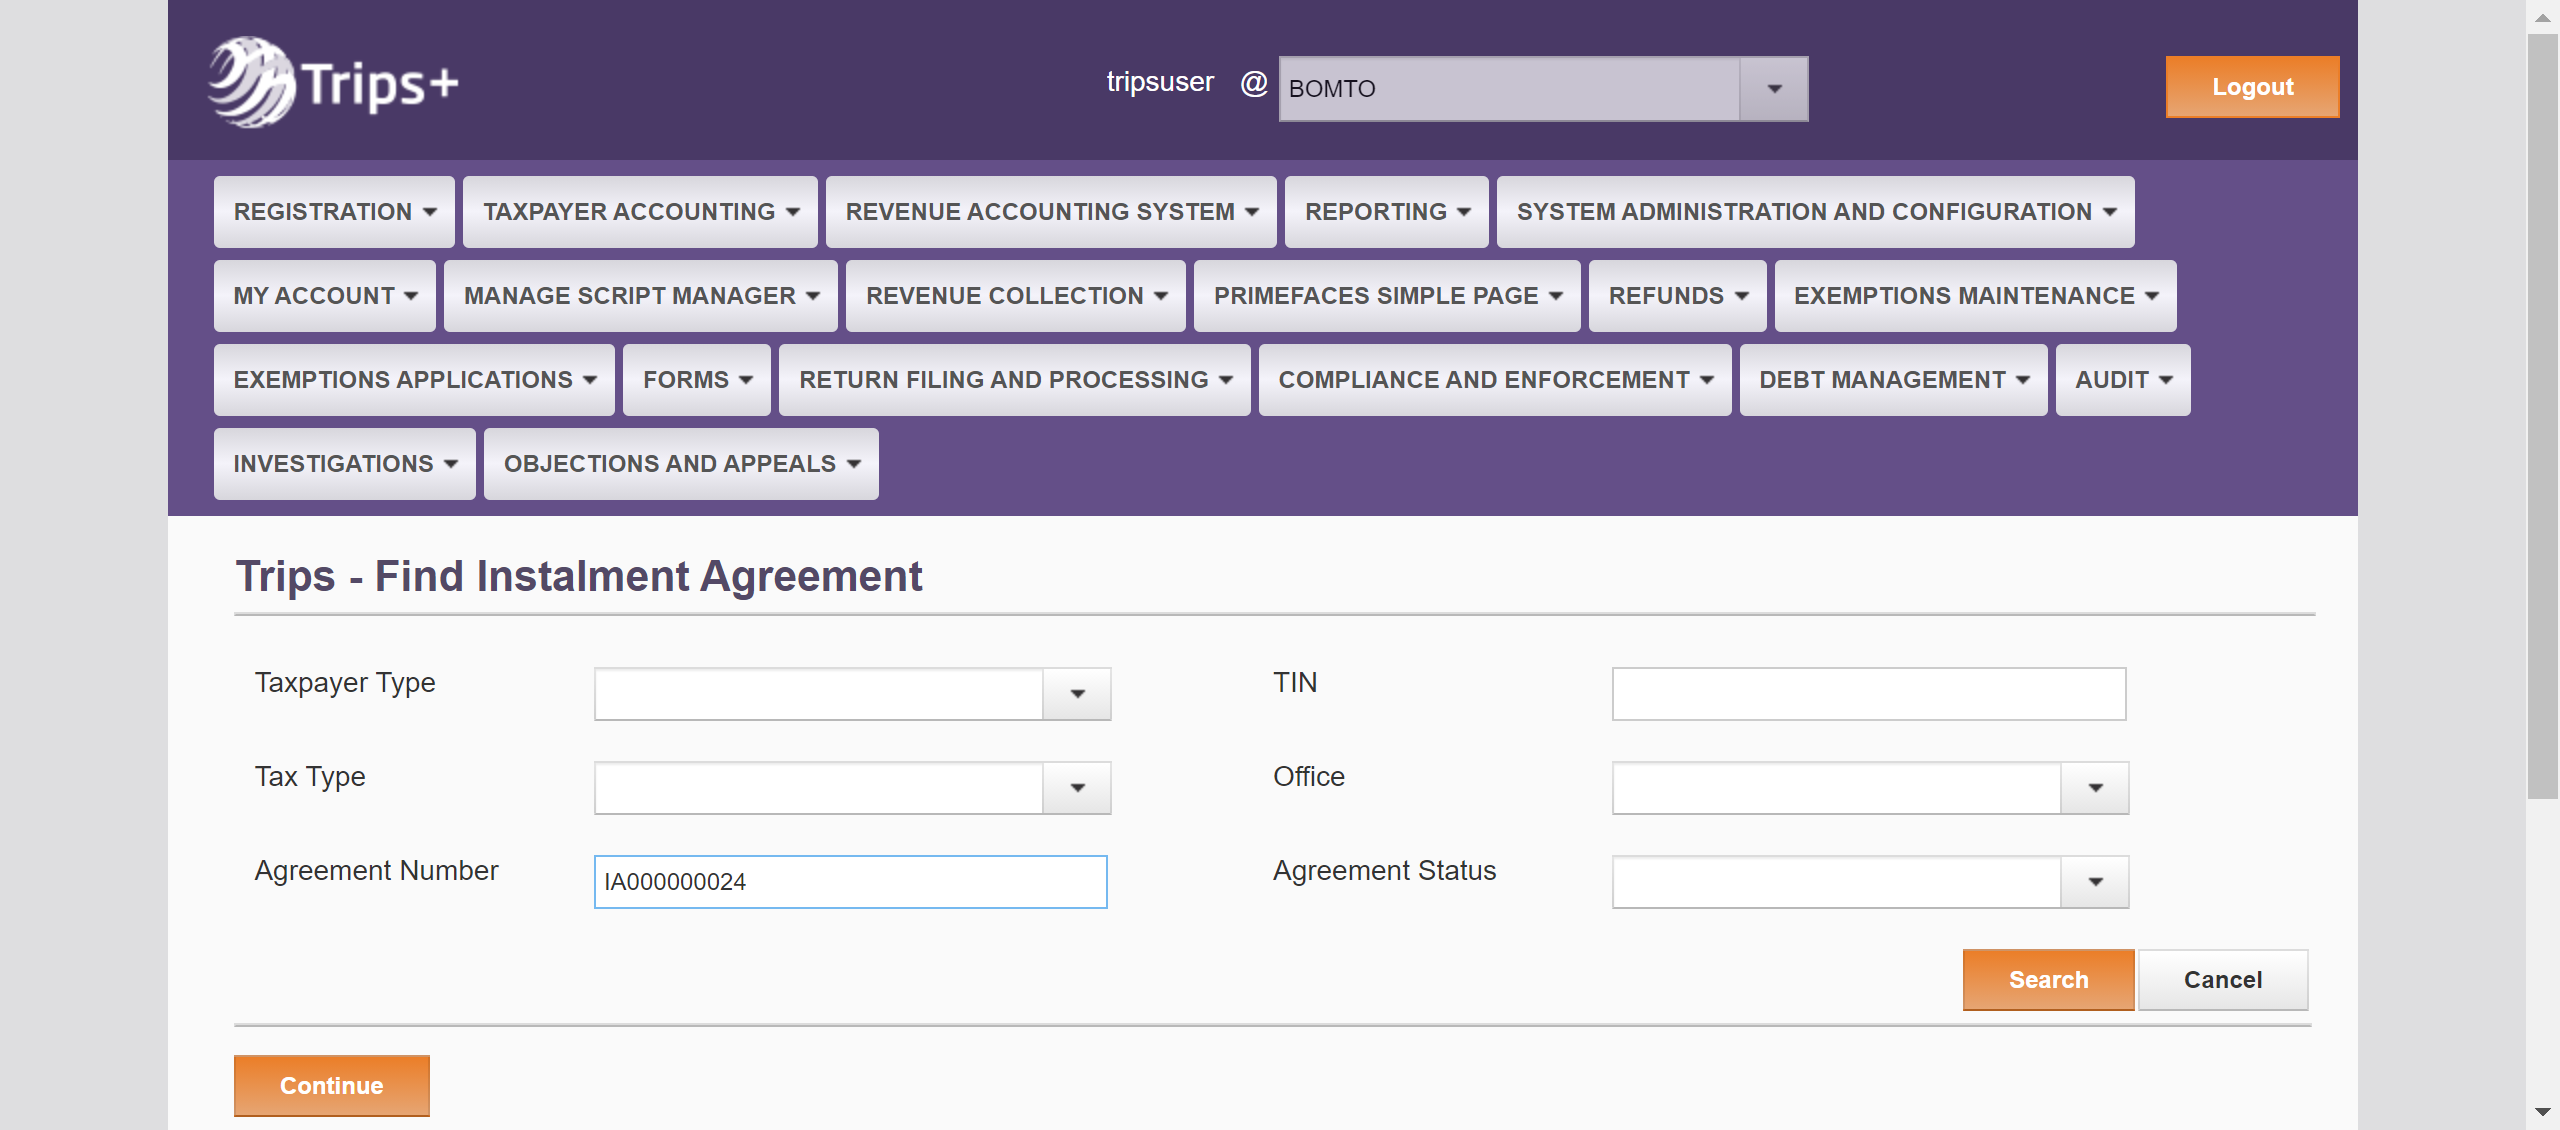 Trips+
tripsuser @ BOMTO
Logout
REGISTRATION TAXPAYER ACCOUNTING REVENUE ACCOUNTING SYSTEM REPORTING SYSTEM ADMINISTRATION AND CONFIGURATION
MY ACCOUNT MANAGE SCRIPT MANAGER REVENUE COLLECTION PRIMEFACES SIMPLE PAGE REFUNDS EXEMPTIONS MAINTENANCE
EXEMPTIONS APPLICATIONS FORMS RETURN FILING AND PROCESSING COMPLIANCE AND ENFORCEMENT DEBT MANAGEMENT AUDIT
INVESTIGATIONS OBJECTIONS AND APPEALS
Trips - Find Instalment Agreement
Taxpayer Type TIN
Tax Type Office
Agreement Number IA000000024 Agreement Status
Search Cancel
Continue